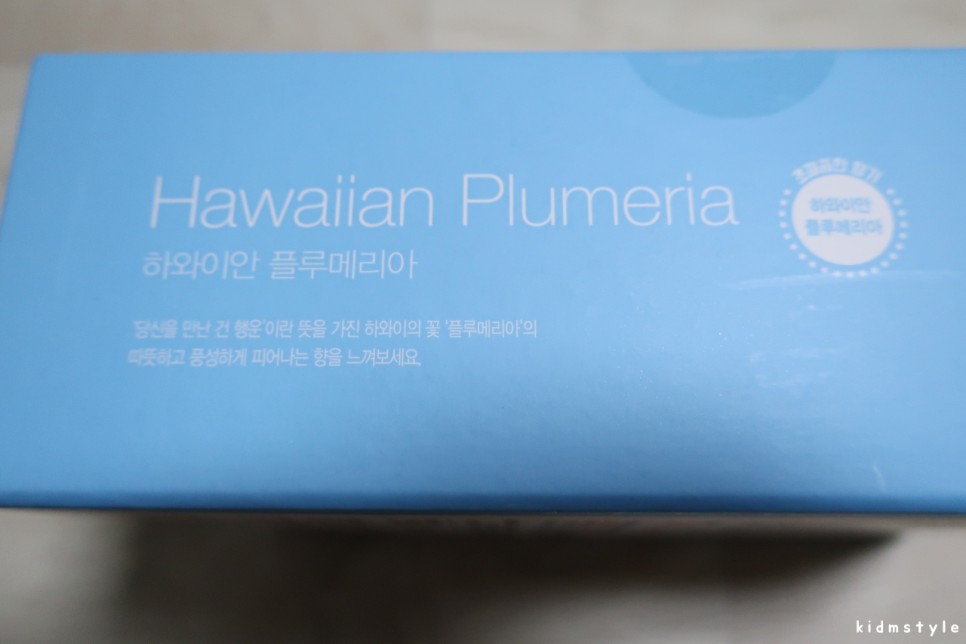 Hawaiian Plumeria
하와이안 플루메리아
'당신을 만난 건 행운'이란 뜻을 가진 하와이의 꽃 '플루메리아'의
따뜻하고 풍성하게 피어나는 향을 느껴보세요.
향기
하와이안
플루메리아
kidmstyle